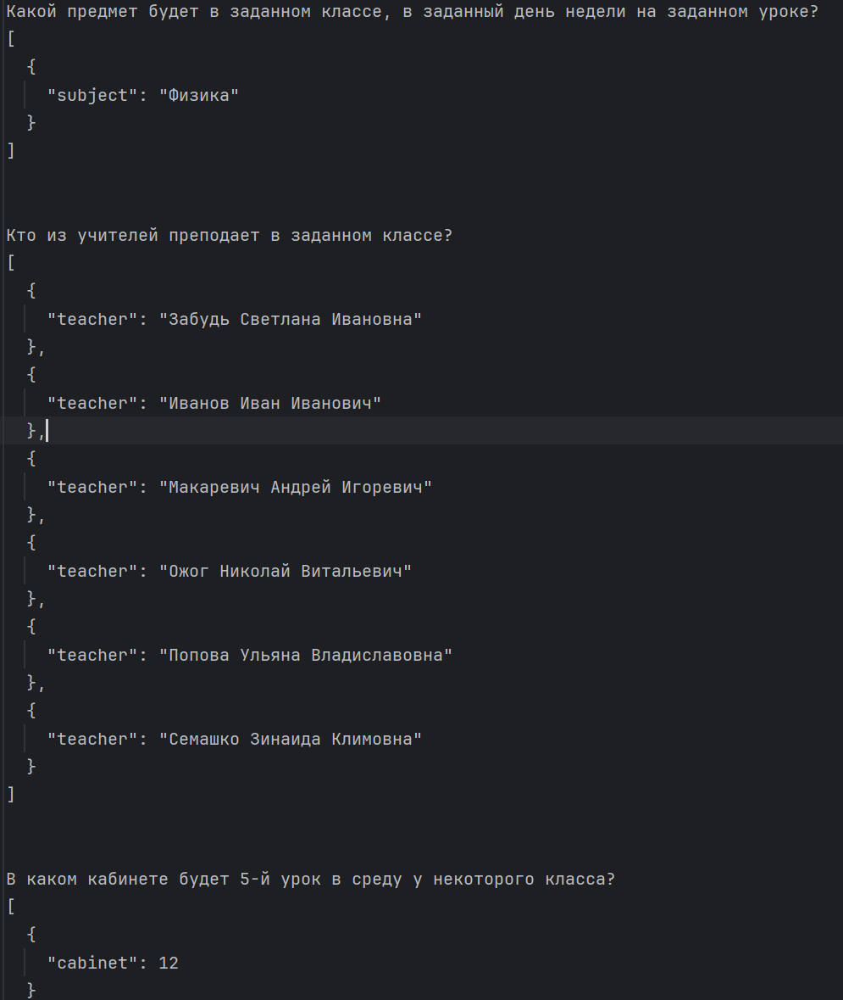 Какой предмет будет в заданном классе, в заданный день недели на заданном уроке?
[
  {
    "subject": "Физика"
  }
]
Кто из учителей преподает в заданном классе?
[
  {
    "teacher": "Забудь Светлана Ивановна"
  },
  {
    "teacher": "Иванов Иван Иванович"
  },
  {
    "teacher": "Макаревич Андрей Игоревич"
  },
  {
    "teacher": "Ожог Николай Витальевич"
  },
  {
    "teacher": "Попова Ульяна Владиславовна"
  },
  {
    "teacher": "Семашко Зинаида Климовна"
  }
]
В каком кабинете будет 5-й урок в среду у некоторого класса?
[
  {
    "cabinet": 12
  }